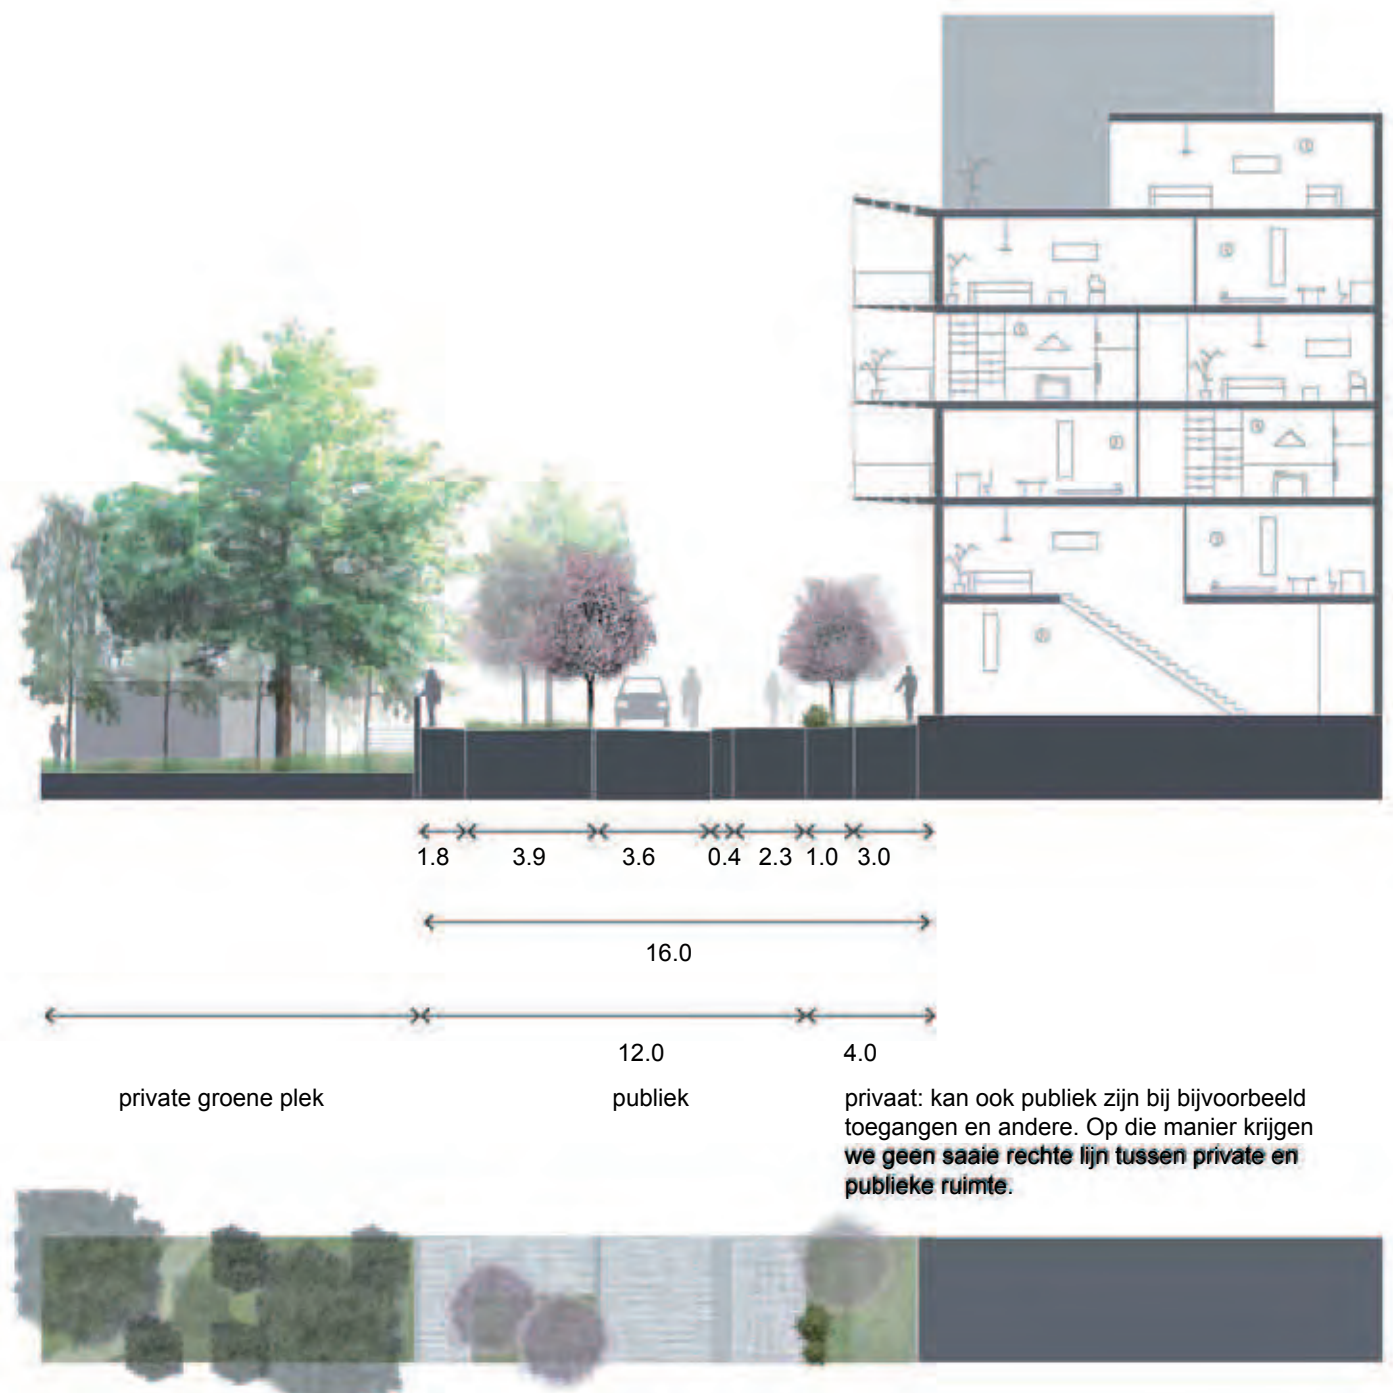 1.8 3.9 3.6 0.4 2.3 1.0 3.0
16.0
12.0 4.0
private groene plek
publiek
privaat: kan ook publiek zijn bij bijvoorbeeld
toegangen en andere. Op die manier krijgen
we geen saaie rechte lijn tussen private en
publieke ruimte.